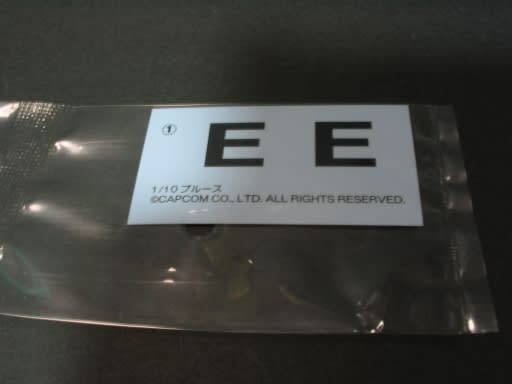 ① E E
1/10 ブルース
©CAPCOM CO., LTD. ALL RIGHTS RESERVED.